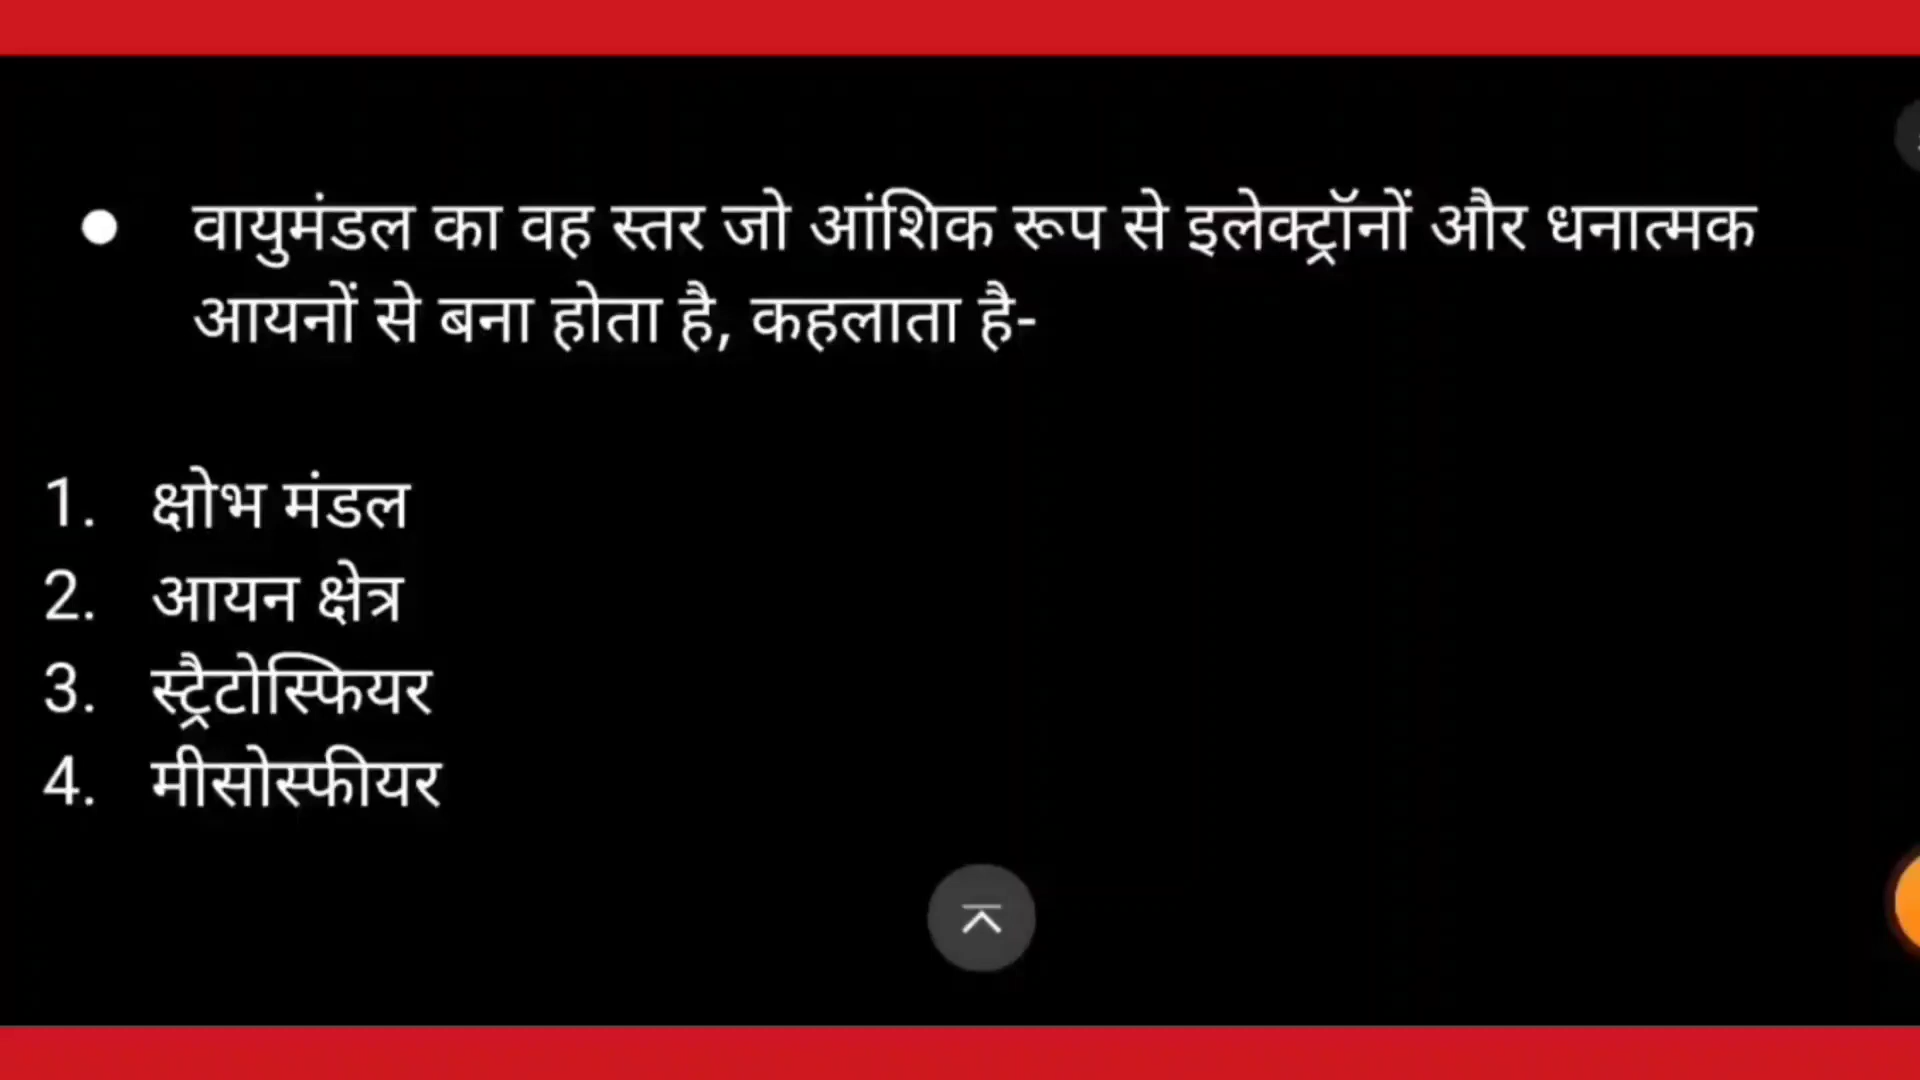 ● वायुमंडल का वह स्तर जो आंशिक रूप से इलेक्ट्रॉनों और धनात्मक
आयनों से बना होता है, कहलाता है-
1. क्षोभ मंडल
2. आयन क्षेत्र
3. स्ट्रैटोस्फियर
4. मीसोस्फीयर